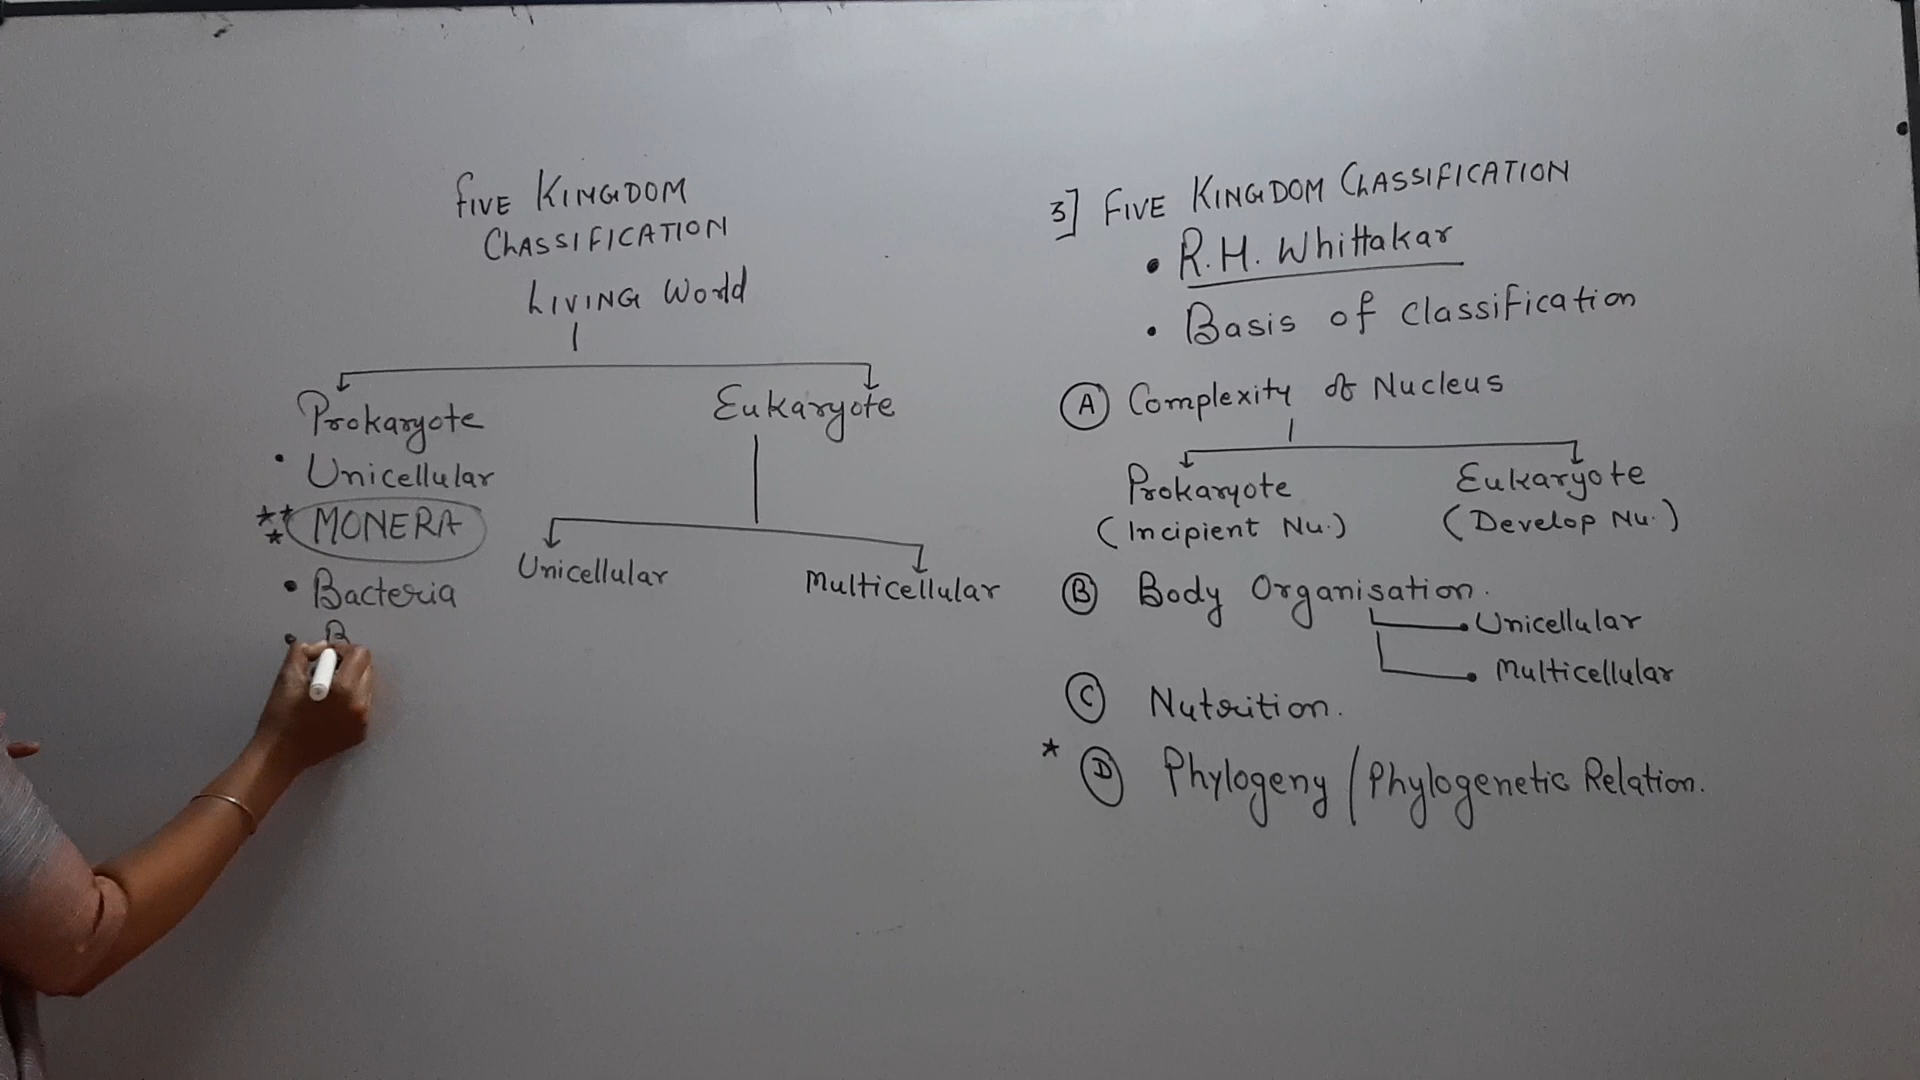 FIVE KINGDOM
CLASSIFICATION
LIVING World
Prokaryote
Eukaryote
• Unicellular
MONERA
Unicellular
Multicellular
• Bacteria
• B
3] FIVE KINGDOM CLASSIFICATION
• R.H. Whittakar
• Basis of classification
A Complexity of Nucleus
Prokaryote
Eukaryote
(Incipient Nu.)
(Develop Nu.)
B Body Organisation.
Unicellular
Multicellular
C Nutrition.
* D Phylogeny / Phylogenetic Relation.